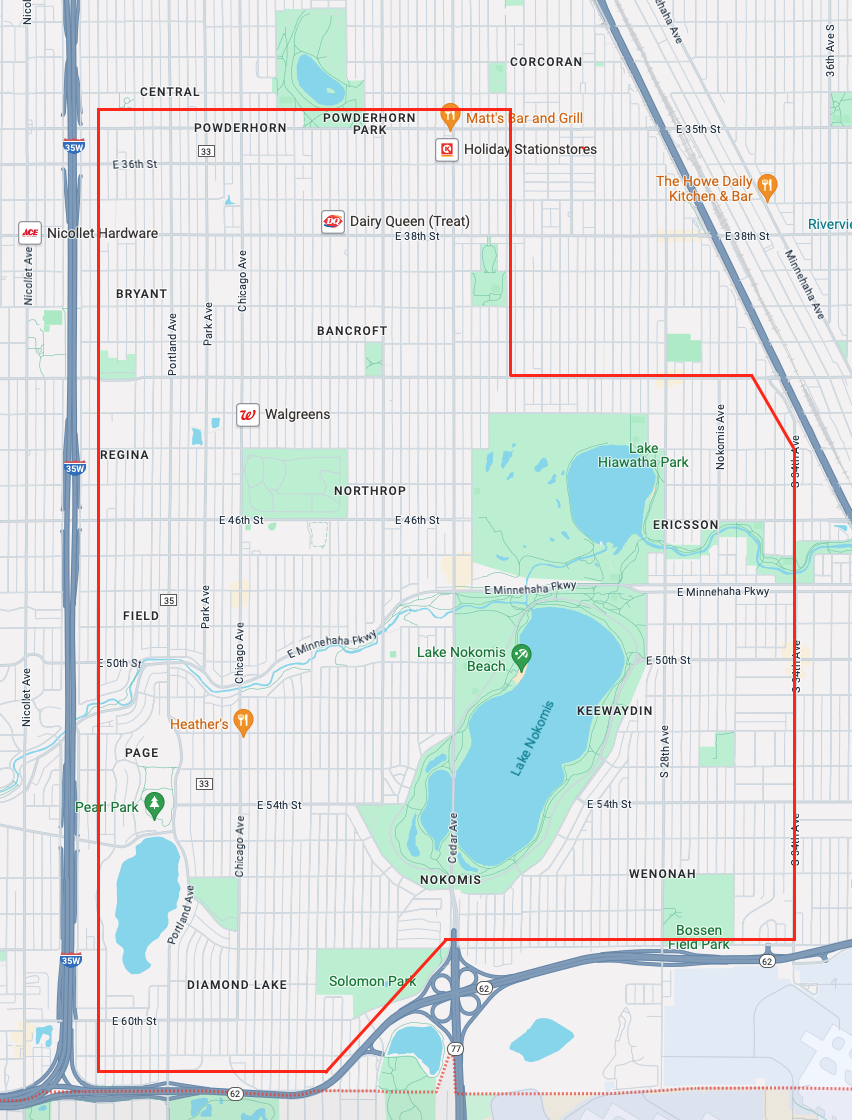 Nicol
Minnehaha Ave
36th Ave S
CORCORAN
CENTRAL
POWDERHORN
PARK
POWDERHORN
Matt's Bar and Grill
E 35th St
35W
33
Holiday Stationstores
E 36th St
The Howe Daily
Kitchen & Bar
DQ
Dairy Queen (Treat)
Rivervie
ACE
Nicollet Hardware
E 38th St
E 38th St
Nicollet Ave
Chicago Ave
Minnehaha Ave
BRYANT
Portland Ave
Park Ave
BANCROFT
Walgreens
Nokomis Ave
REGINA
Lake
Hiawatha Park
S 34th Ave
35W
NORTHROP
E 46th St
E 46th St
ERICSSON
E Minnehaha Pkwy
E Minnehaha Pkwy
35
Park Ave
FIELD
Chicago Ave
E Minnehaha Pkwy
Lake Nokomis
Beach
E 50th St
E 50th St
S 34th Ave
Nicollet Ave
KEEWAYDIN
Heather's
Lake Nokomis
S 28th Ave
PAGE
33
Pearl Park
E 54th St
E 54th St
Chicago Ave
Cedar Ave
S 34th Ave
NOKOMIS
WENONAH
Portland Ave
Bossen
Field Park
35W
62
DIAMOND LAKE
Solomon Park
62
E 60th St
77
62